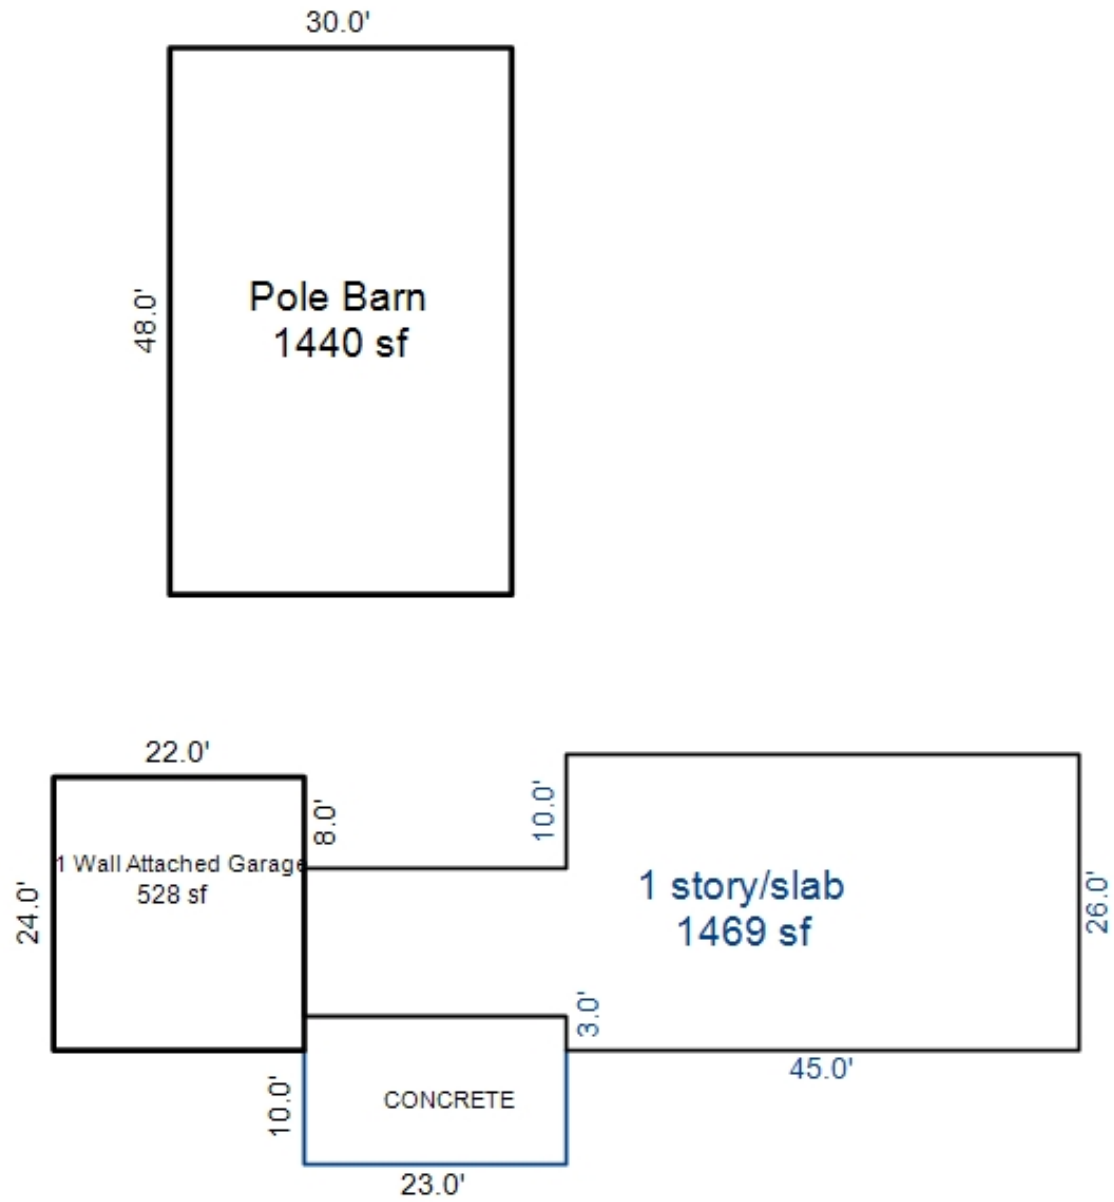 30.0'
48.0'
Pole Barn
1440 sf
22.0'
8.0'
10.0'
1 Wall Attached Garage
528 sf
24.0'
1 story/slab
1469 sf
26.0'
3.0'
45.0'
10.0'
CONCRETE
23.0'